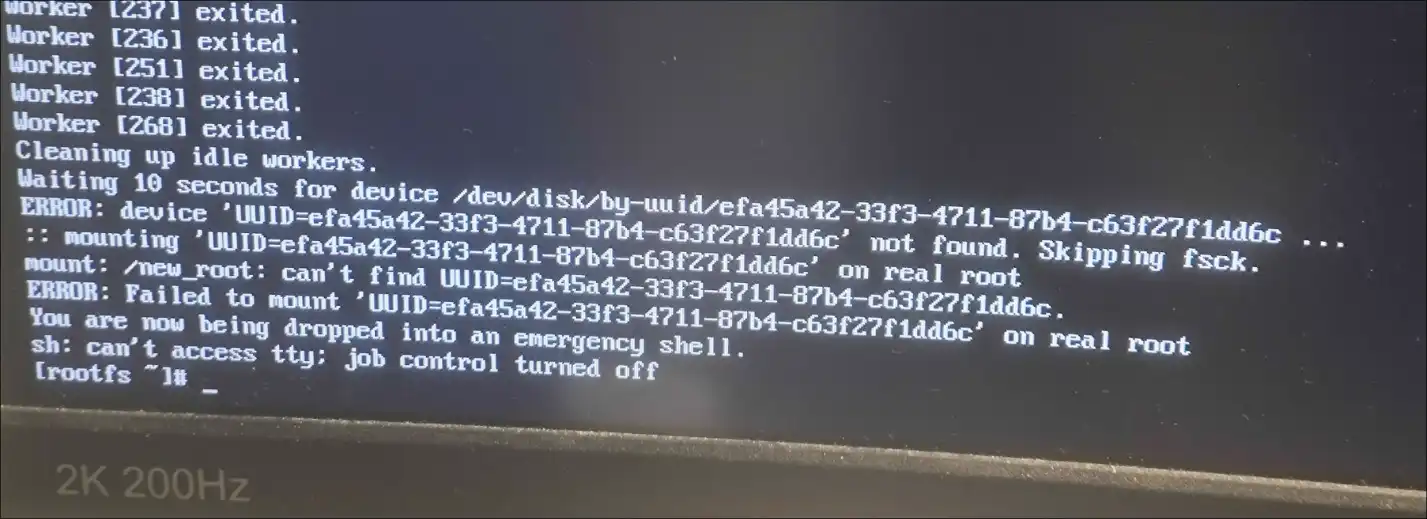 Worker [237] exited.
Worker [236] exited.
Worker [251] exited.
Worker [238] exited.
Worker [268] exited.
Cleaning up idle workers.
Waiting 10 seconds for device /dev/disk/by-uuid/efa45a42-33f3-4711-87b4-c63f27f1dd6c ...
ERROR: device 'UUID=efa45a42-33f3-4711-87b4-c63f27f1dd6c' not found. Skipping fsck.
:: mounting 'UUID=efa45a42-33f3-4711-87b4-c63f27f1dd6c' on real root
mount: /new_root: can't find UUID=efa45a42-33f3-4711-87b4-c63f27f1dd6c.
ERROR: Failed to mount 'UUID=efa45a42-33f3-4711-87b4-c63f27f1dd6c' on real root
You are now being dropped into an emergency shell.
sh: can't access tty; job control turned off
[rootfs ~]# _
2K 200Hz